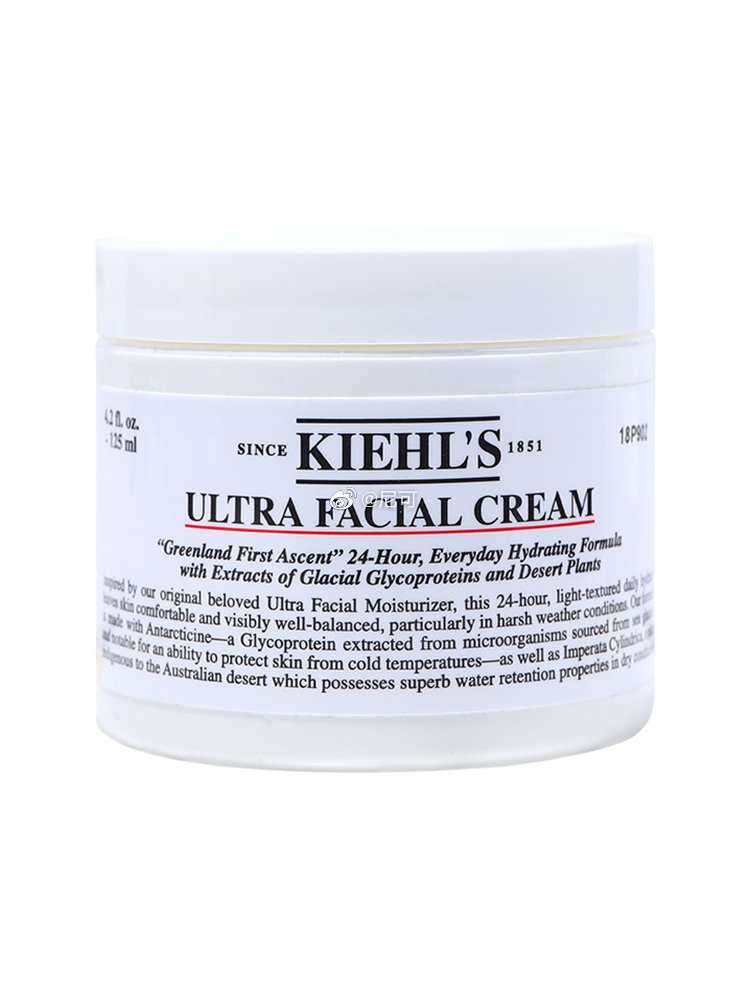 4.2 fl. oz.
- 125 ml
SINCE KIEHL'S 1851
18P902
@尼可
ULTRA FACIAL CREAM
“Greenland First Ascent” 24-Hour, Everyday Hydrating Formula
with Extracts of Glacial Glycoproteins and Desert Plants
by our original beloved Ultra Facial Moisturizer, this 24-hour, light-textured daily
skin comfortable and visibly well-balanced, particularly in harsh weather conditions. Our
made with Antarcticine—a Glycoprotein extracted from microorganisms sourced from sea
notable for an ability to protect skin from cold temperatures—as well as Imperata Cylindrica,
to the Australian desert which possesses superb water retention properties in dry